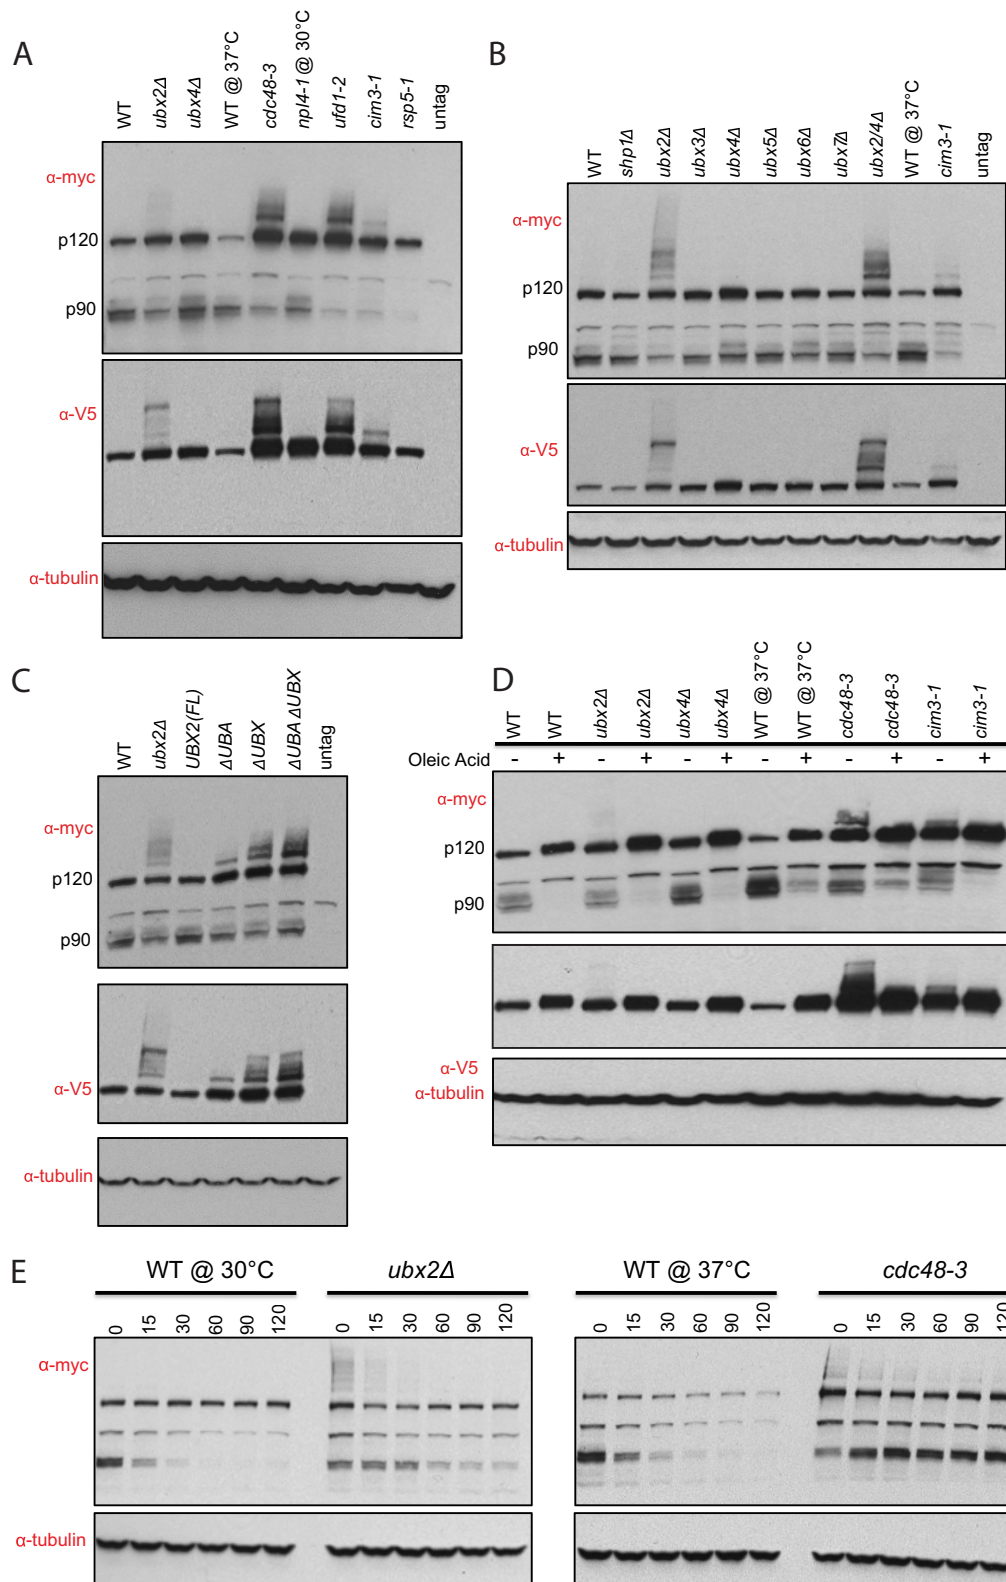 A
WT
ubx2Δ
ubx4Δ
WT @ 37°C
cdc48-3
npl4-1 @ 30°C
ufd1-2
cim3-1
rsp5-1
untag
α-myc
p120
p90
α-V5
α-tubulin
B
WT
shp1Δ
ubx2Δ
ubx3Δ
ubx4Δ
ubx5Δ
ubx6Δ
ubx7Δ
ubx2/4Δ
WT @ 37°C
cim3-1
untag
α-myc
p120
p90
α-V5
α-tubulin
C
WT
ubx2Δ
UBX2(FL)
ΔUBA
ΔUBX
ΔUBA ΔUBX
untag
α-myc
p120
p90
α-V5
α-tubulin
D
WT
WT
ubx2Δ
ubx2Δ
ubx4Δ
ubx4Δ
WT @ 37°C
WT @ 37°C
cdc48-3
cdc48-3
cim3-1
cim3-1
Oleic Acid - + - + - + - + - + - +
α-myc
p120
p90
α-V5
α-tubulin
E
WT @ 30°C ubx2Δ WT @ 37°C cdc48-3
0 15 30 60 90 120 0 15 30 60 90 120 0 15 30 60 90 120 0 15 30 60 90 120
α-myc
α-tubulin